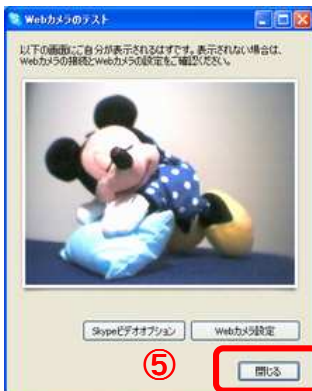 Webカメラのテスト
以下の画面にご自分が表示されるはずです。表示されない場合は、
Webカメラの接続とWebカメラの設定をご確認ください。
Skypeビデオオプション
Webカメラ設定
⑤
閉じる